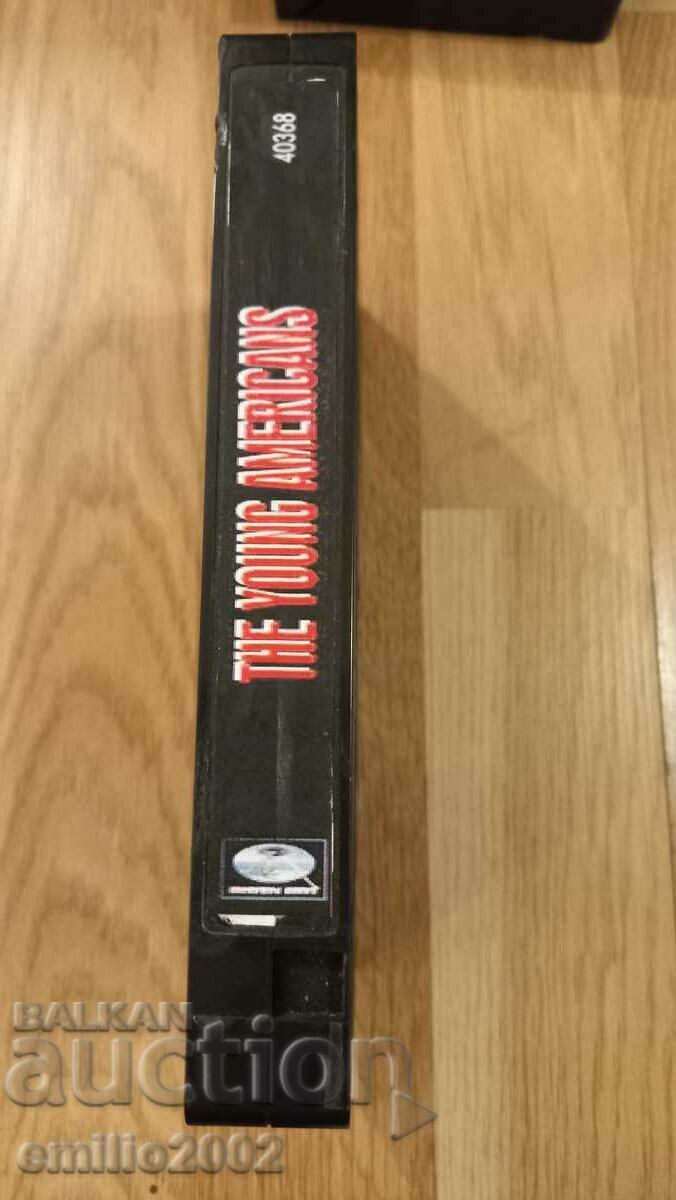 40368
THE YOUNG AMERICANS
BALKAN
auction
emilio2002